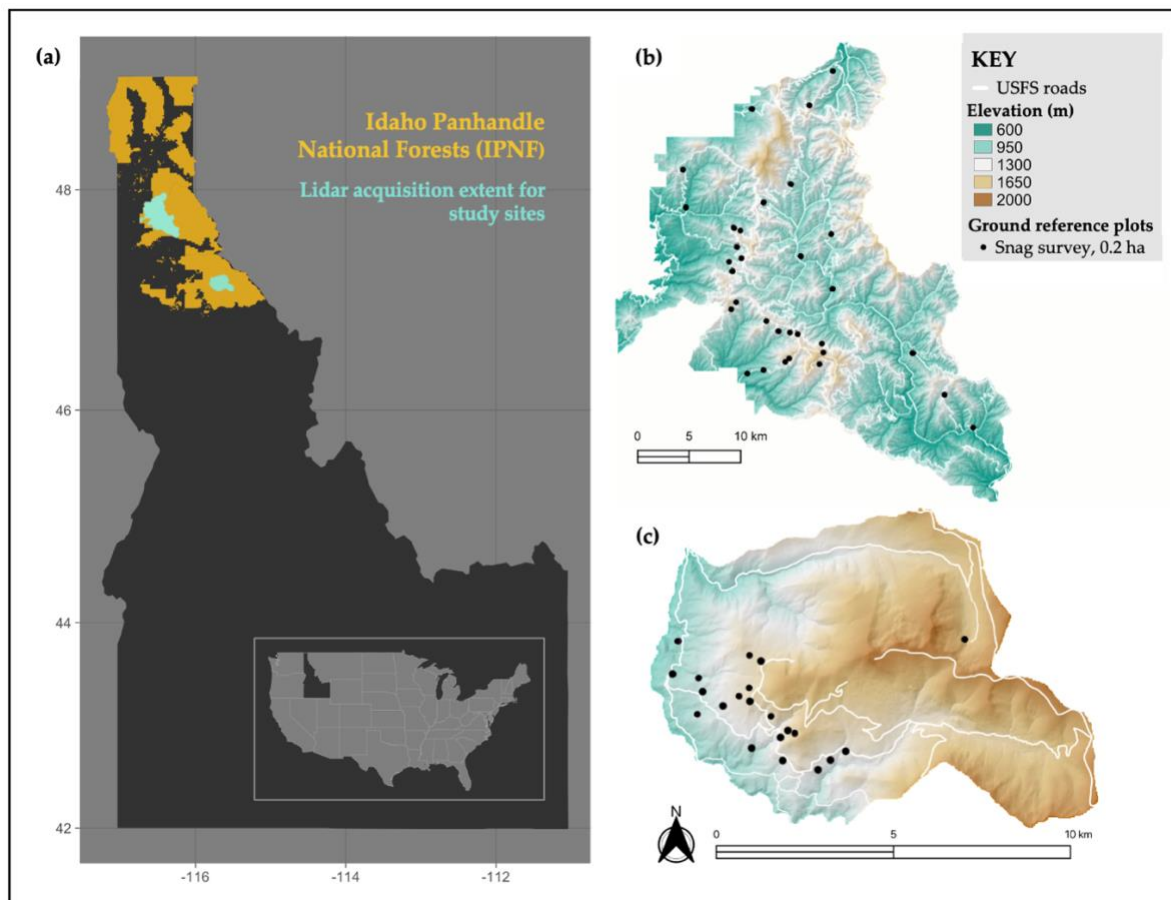 (a)
Idaho Panhandle
National Forests (IPNF)
Lidar acquisition extent for
study sites
48
46
44
42
-116
-114
-112
(b)
KEY
USFS roads
Elevation (m)
600
950
1300
1650
2000
Ground reference plots
Snag survey, 0.2 ha
0 5 10 km
(c)
N
0 5 10 km